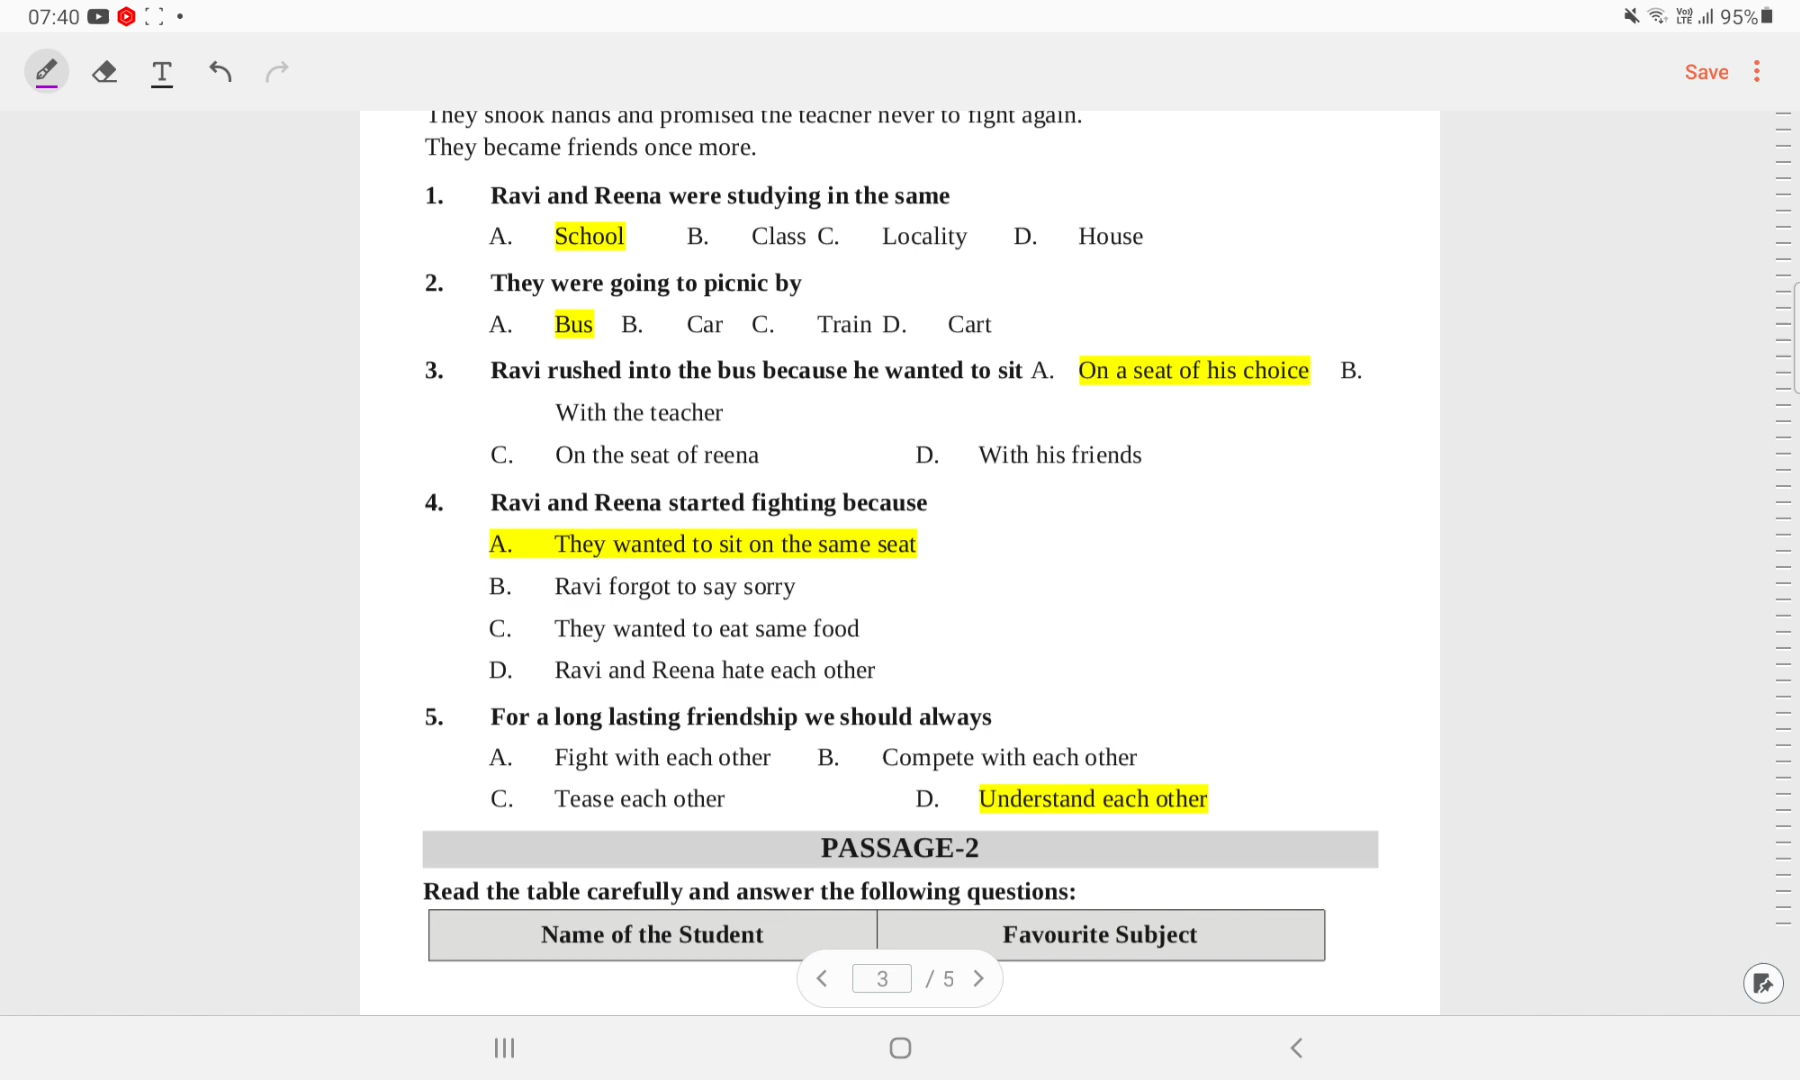 07:40 95%
Save
They shook hands and promised the teacher never to fight again.
They became friends once more.
1. Ravi and Reena were studying in the same
A. School B. Class C. Locality D. House
2. They were going to picnic by
A. Bus B. Car C. Train D. Cart
3. Ravi rushed into the bus because he wanted to sit A. On a seat of his choice B.
With the teacher
C. On the seat of reena D. With his friends
4. Ravi and Reena started fighting because
A. They wanted to sit on the same seat
B. Ravi forgot to say sorry
C. They wanted to eat same food
D. Ravi and Reena hate each other
5. For a long lasting friendship we should always
A. Fight with each other B. Compete with each other
C. Tease each other D. Understand each other
PASSAGE-2
Read the table carefully and answer the following questions:
Name of the Student Favourite Subject
3 / 5